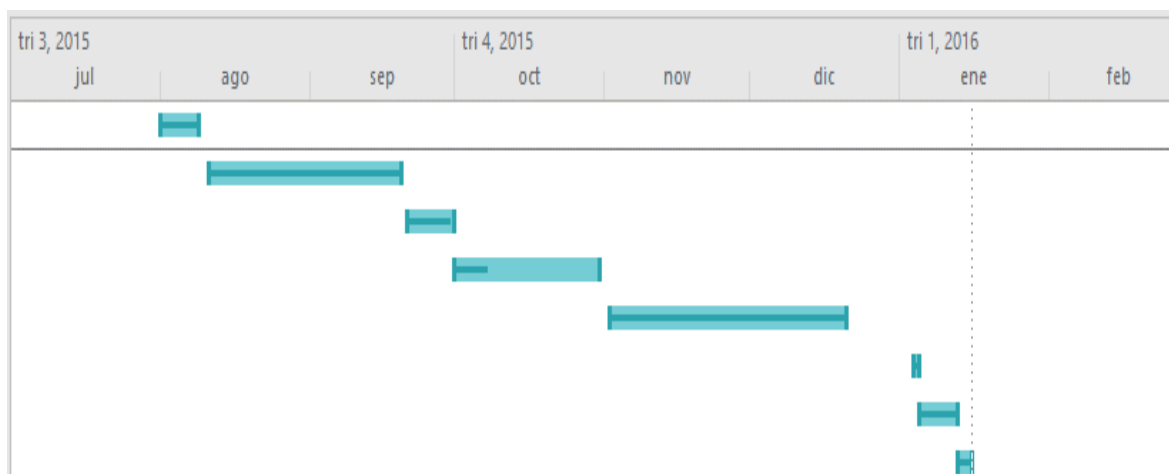 tri 3, 2015 tri 4, 2015 tri 1, 2016
jul ago sep oct nov dic ene feb